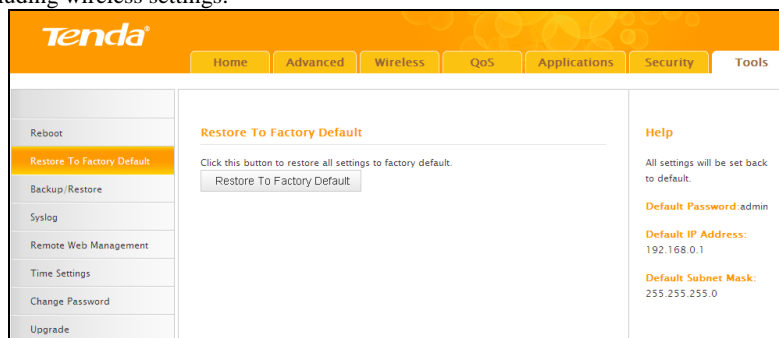 uding wireless settings.
Tenda®
Home Advanced Wireless QoS Applications Security Tools
Reboot
Restore To Factory Default
Backup/Restore
Syslog
Remote Web Management
Time Settings
Change Password
Upgrade
Restore To Factory Default
Click this button to restore all settings to factory default.
Restore To Factory Default
Help
All settings will be set back
to default.
Default Password:admin
Default IP Address:
192.168.0.1
Default Subnet Mask:
255.255.255.0